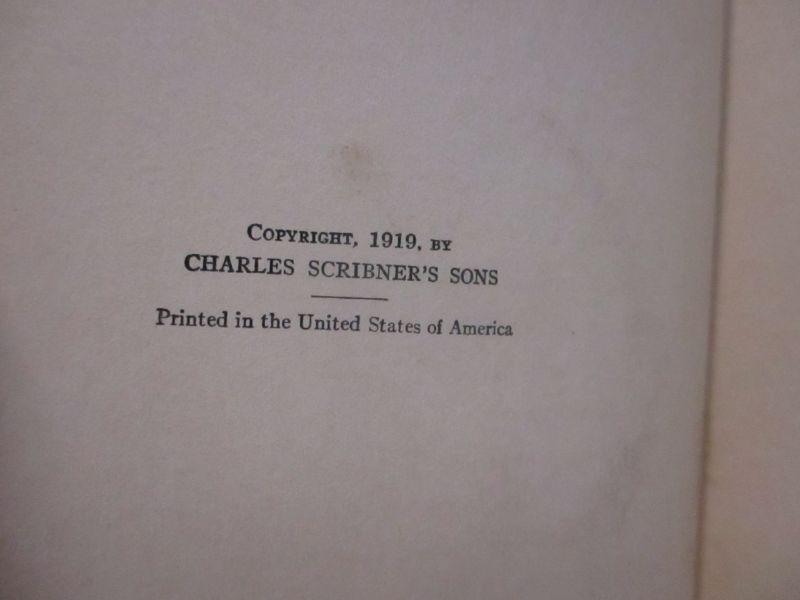 COPYRIGHT, 1919, BY
CHARLES SCRIBNER'S SONS
Printed in the United States of America